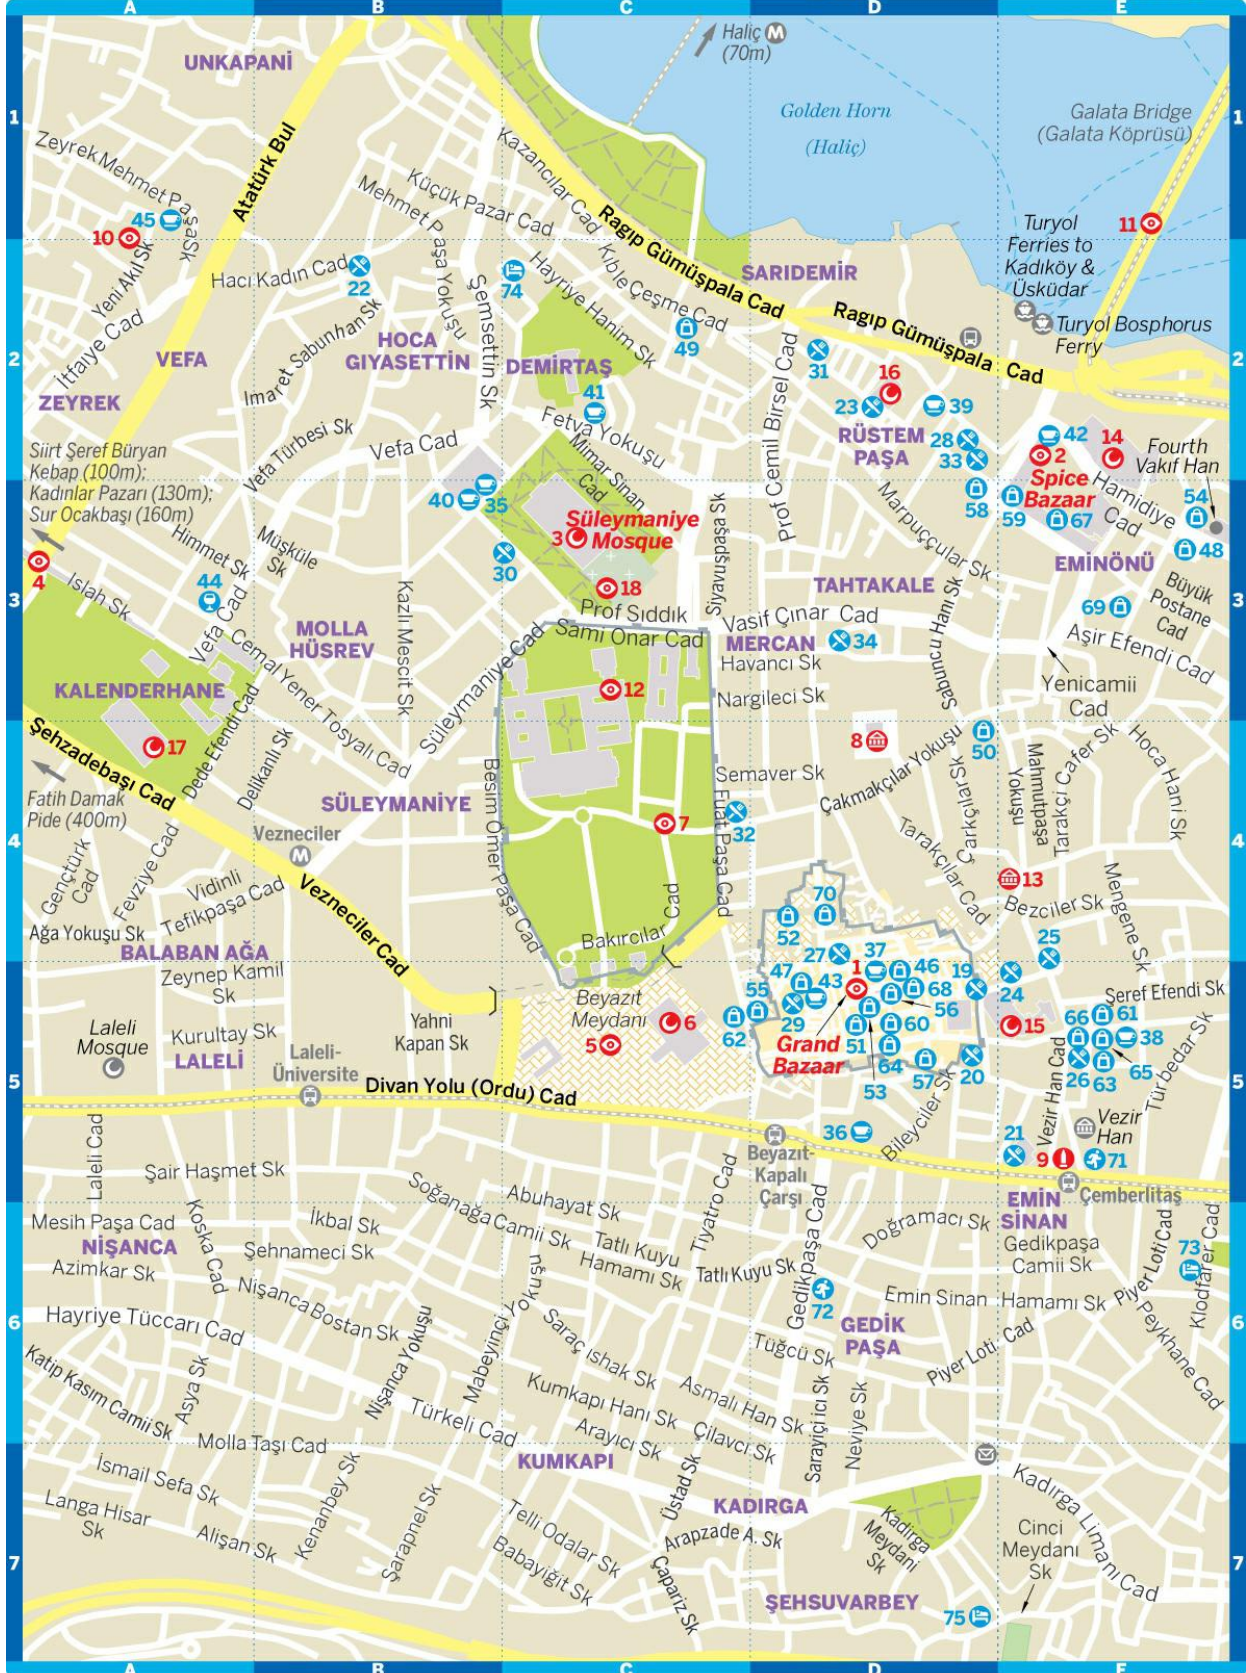 A
B
C
D
E
1
1
UNKAPANI
Haliç
(70m)
Golden Horn
(Haliç)
Galata Bridge
(Galata Köprüsü)
Atatürk Bul
Zeyrek Mehmet Paşa Sk
Kazancılar Cad
Küçük Pazar Cad
Mehmet Paşa Yokuşu
Ragıp Gümüşpala Cad
45
10
11
Turyol
Ferries to
Kadıköy &
Üsküdar
Yeni Akıl Sk
Hacı Kadın Cad
22
74
Hayriye Hanim Sk
Kıble Çeşme Cad
SARIDEMİR
Ragıp Gümüşpala Cad
Turyol Bosphorus
Ferry
Şemsettin Sk
HOCA
GIYASETTİN
DEMİRTAŞ
49
31
Prof Cemil Birsel Cad
2
2
VEFA
İtfaiye Cad
Imaret Sabunhan Sk
ZEYREK
41
Fetva Yokuşu
16
23
39
RÜSTEM
PAŞA
28
33
42
2
14
Spice
Bazaar
Fourth
Vakıf Han
Siirt Şeref Büryan
Kebap (100m);
Kadınlar Pazarı (130m);
Sur Ocakbaşı (160m)
Vefa Türbesi Sk
Vefa Cad
Mimar Sinan
Cad
40
35
58
59
67
Hamidiye
Cad
54
48
Süleymaniye
Mosque
3
Siyavuşpaşa Sk
Marpuççular Sk
EMİNÖNÜ
4
Himmet Sk
Müşküle
Sk
44
30
18
TAHTAKALE
Büyük
Postane
Cad
3
3
Islah Sk
Vefa Cad
Kazlı Mescit Sk
MOLLA
HÜSREV
Prof Sıddık
Sami Onar Cad
Vasif Çınar Cad
MERCAN
34
Havancı Sk
Sabuncu Hanı Sk
69
Aşir Efendi Cad
Yenicamii
Cad
KALENDERHANE
Cemal Yener Tosyalı Cad
Süleymaniye Cad
12
Nargileci Sk
17
Şehzadebaşı Cad
Dede Efendi Cad
Delikanlı Sk
8
50
Çakmakçılar Yokuşu
Mahmutpaşa
Yokuşu
Tarakçi Cafer Sk
Hoca Hani Sk
Fatih Damak
Pide (400m)
SÜLEYMANİYE
Semaver Sk
Besim Ömer Paşa Cad
7
32
Fuat Paşa Cad
Çarkçılar Sk
Tarakçılar Cad
4
4
Vezneciler
Gençtürk
Cad
Fevziye Cad
Vidinli
Tefikpaşa Cad
Vezneciler Cad
13
Bezciler Sk
Mengene Sk
Ağa Yokuşu Sk
BALABAN AĞA
Bakırcılar Cad
70
52
27
37
25
Zeynep Kamil
Sk
Beyazıt
Meydanı
47
55
43
1
46
68
19
24
Şeref Efendi Sk
Laleli
Mosque
Kurultay Sk
LALELİ
Yahni
Kapan Sk
6
5
62
29
Grand
Bazaar
51
56
60
64
53
57
20
15
66
61
38
26
63
65
Türbedar Sk
Vezir Han Cad
5
5
Laleli-
Üniversite
Divan Yolu (Ordu) Cad
Laleli Cad
36
Bileyciler Sk
Beyazıt-
Kapalı
Çarşı
21
9
Vezir
Han
71
Çemberlitaş
EMİN
SİNAN
Şair Haşmet Sk
Soğanağa Camii Sk
Abuhayat Sk
Tiyatro Cad
Mesih Paşa Cad
NİŞANCA
Koska Cad
İkbal Sk
Şehnameci Sk
Tatlı Kuyu
Hamamı Sk
Tatlı Kuyu Sk
Gedikpaşa Cad
Doğramacı Sk
Gedikpaşa
Camii Sk
Piyer Loti Cad
73
Klodfarer Cad
Azimkar Sk
72
Emin Sinan Hamamı Sk
Peykhane Cad
6
6
Hayriye Tüccarı Cad
Nişanca Bostan Sk
Nişanca Yokuşu
Mabeyinçi Yokuşu
Saraç ishak Sk
GEDİK
PAŞA
Tüğcü Sk
Piyer Loti Cad
Katip Kasım Camii Sk
Asya Sk
Türkeli Cad
Kumkapı Hanı Sk
Asmalı Han Sk
Arayıcı Sk
Çilavcı Sk
Sarayiçi içi Sk
Neviye Sk
Molla Taşı Cad
KUMKAPI
İsmail Sefa Sk
Kenanbey Sk
Şarapnel Sk
Üstad Sk
KADIRGA
Kadırga Limanı Cad
Langa Hisar
Sk
Alişan Sk
Telli Odalar Sk
Babayiğit Sk
Arapzade A. Sk
Kadirga
Meydani
Sk
Cinci
Meydanı
Sk
7
7
Çapariz Sk
ŞEHSUVARBEY
75
A
B
C
D
E